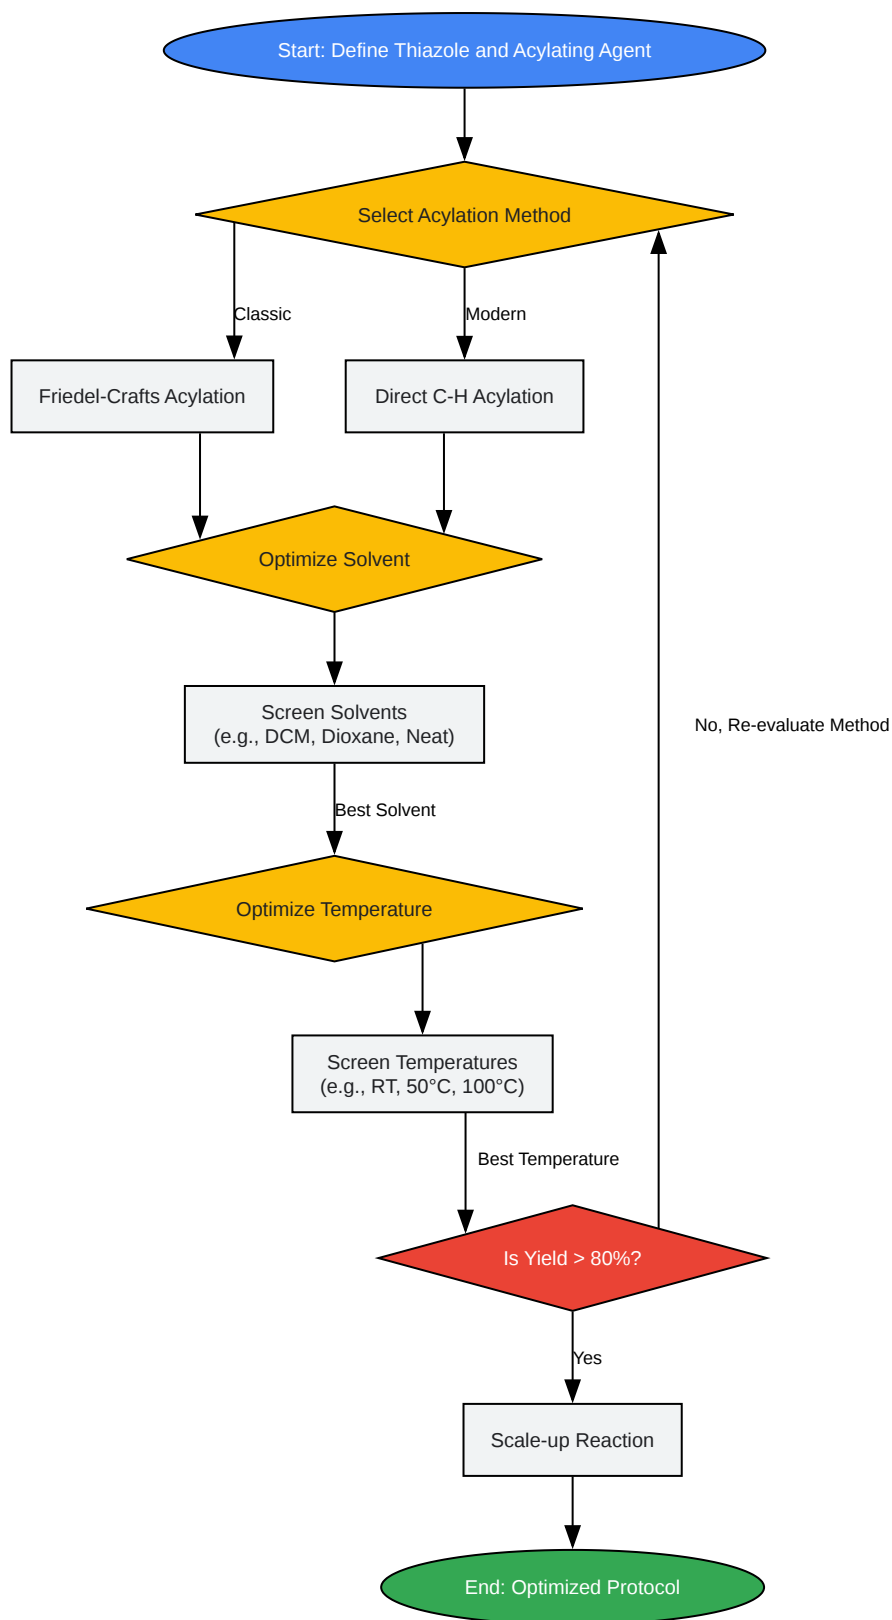 Start: Define Thiazole and Acylating Agent
Select Acylation Method
Classic
Modern
Friedel-Crafts Acylation
Direct C-H Acylation
Optimize Solvent
Screen Solvents
(e.g., DCM, Dioxane, Neat)
No, Re-evaluate Method
Best Solvent
Optimize Temperature
Screen Temperatures
(e.g., RT, 50°C, 100°C)
Best Temperature
Is Yield > 80%?
Yes
Scale-up Reaction
End: Optimized Protocol